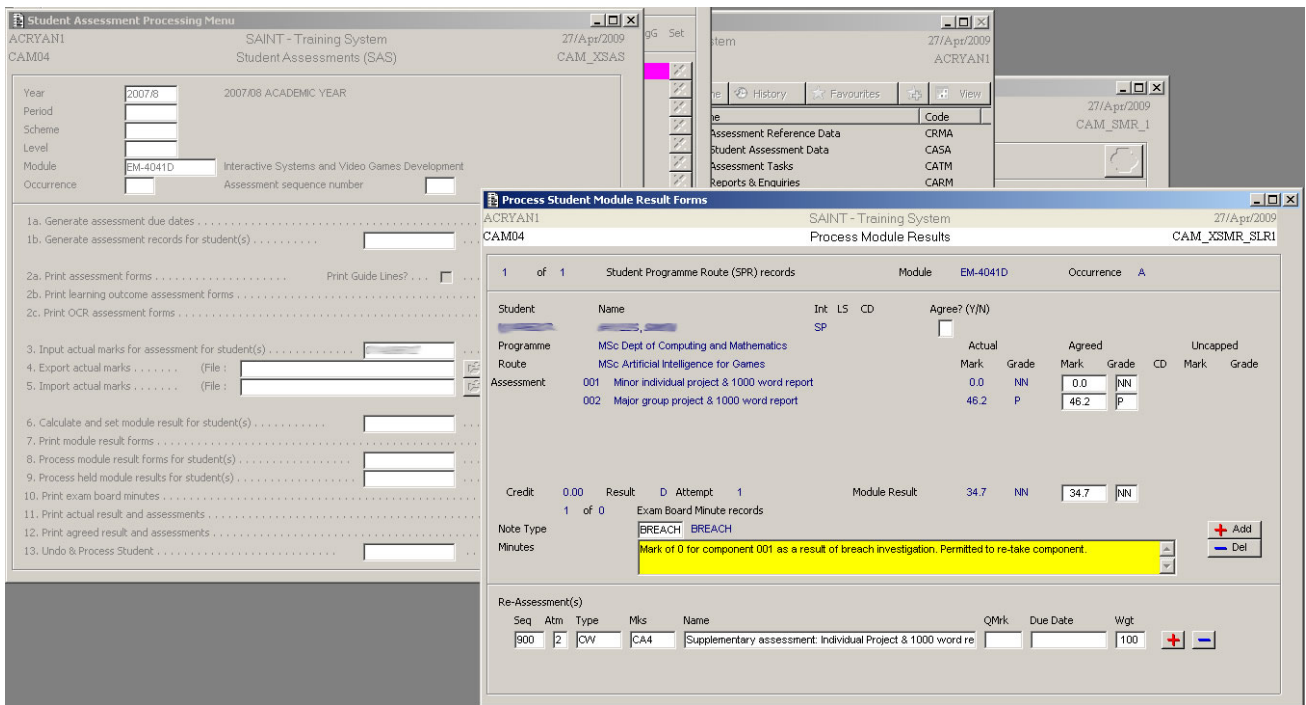 Student Assessment Processing Menu
ACRYAN1 SAINT - Training System 27/Apr/2009
CAM04 Student Assessments (SAS) CAM_XSAS
Year 2007/8 2007/08 ACADEMIC YEAR
Period
Scheme
Level
Module EM-4041D Interactive Systems and Video Games Development
Occurrence Assessment sequence number
1a. Generate assessment due dates
1b. Generate assessment records for student(s)
2a. Print assessment forms Print Guide Lines?
2b. Print learning outcome assessment forms
2c. Print OCR assessment forms
3. Input actual marks for assessment for student(s)
4. Export actual marks (File :
5. Import actual marks (File :
6. Calculate and set module result for student(s)
7. Print module result forms
8. Process module result forms for student(s)
9. Process held module results for student(s)
10. Print exam board minutes
11. Print actual result and assessments
12. Print agreed result and assessments
13. Undo & Process Student
Set
27/Apr/2009
ACRYAN1
History Favourites View
Code
Assessment Reference Data CRMA
Student Assessment Data CASA
Assessment Tasks CATM
Reports & Enquiries CARM
27/Apr/2009
CAM_SMR_1
Process Student Module Result Forms
ACRYAN1 SAINT - Training System 27/Apr/2009
CAM04 Process Module Results CAM_XSMR_SLR1
1 of 1 Student Programme Route (SPR) records Module EM-4041D Occurrence A
Student Name Int LS CD Agree? (Y/N)
SP
Programme MSc Dept of Computing and Mathematics Actual Agreed Uncapped
Route MSc Artificial Intelligence for Games Mark Grade Mark Grade CD Mark Grade
Assessment 001 Minor individual project & 1000 word report 0.0 NN 0.0 NN
002 Major group project & 1000 word report 46.2 P 46.2 P
Credit 0.00 Result D Attempt 1 Module Result 34.7 NN 34.7 NN
1 of 0 Exam Board Minute records
Note Type BREACH BREACH
Add
Minutes Mark of 0 for component 001 as a result of breach investigation. Permitted to re-take component.
Del
Re-Assessment(s)
Seq Atm Type Mks Name QMrk Due Date Wgt
900 2 CW CA4 Supplementary assessment: Individual Project & 1000 word re 100